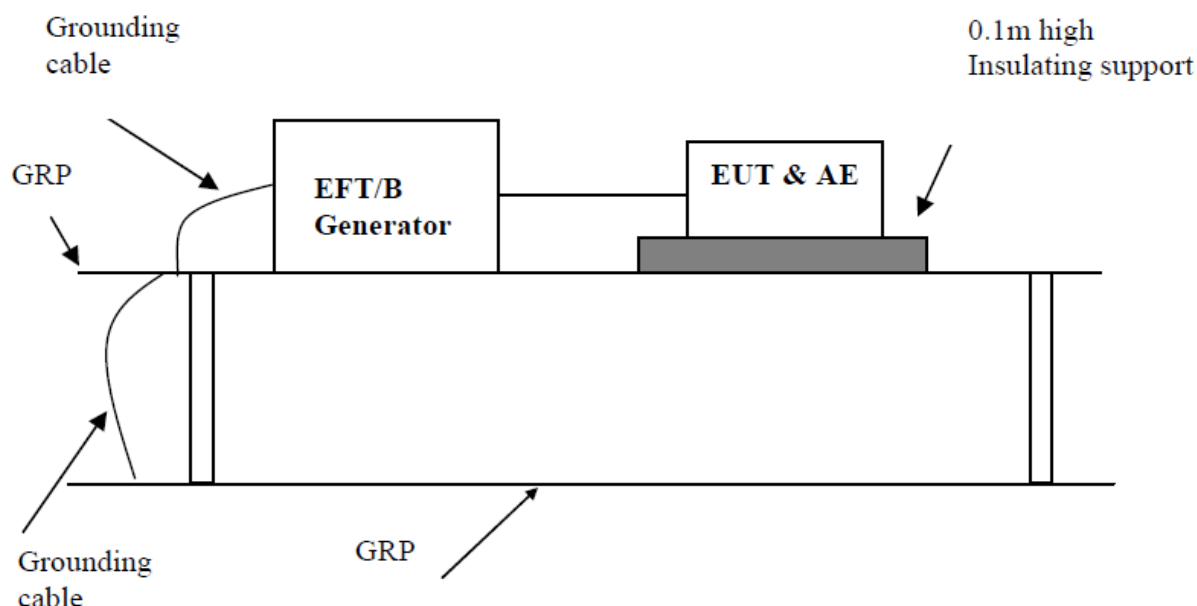 Grounding
cable
0.1m high
Insulating support
GRP
EFT/B
Generator
EUT & AE
GRP
Grounding
cable